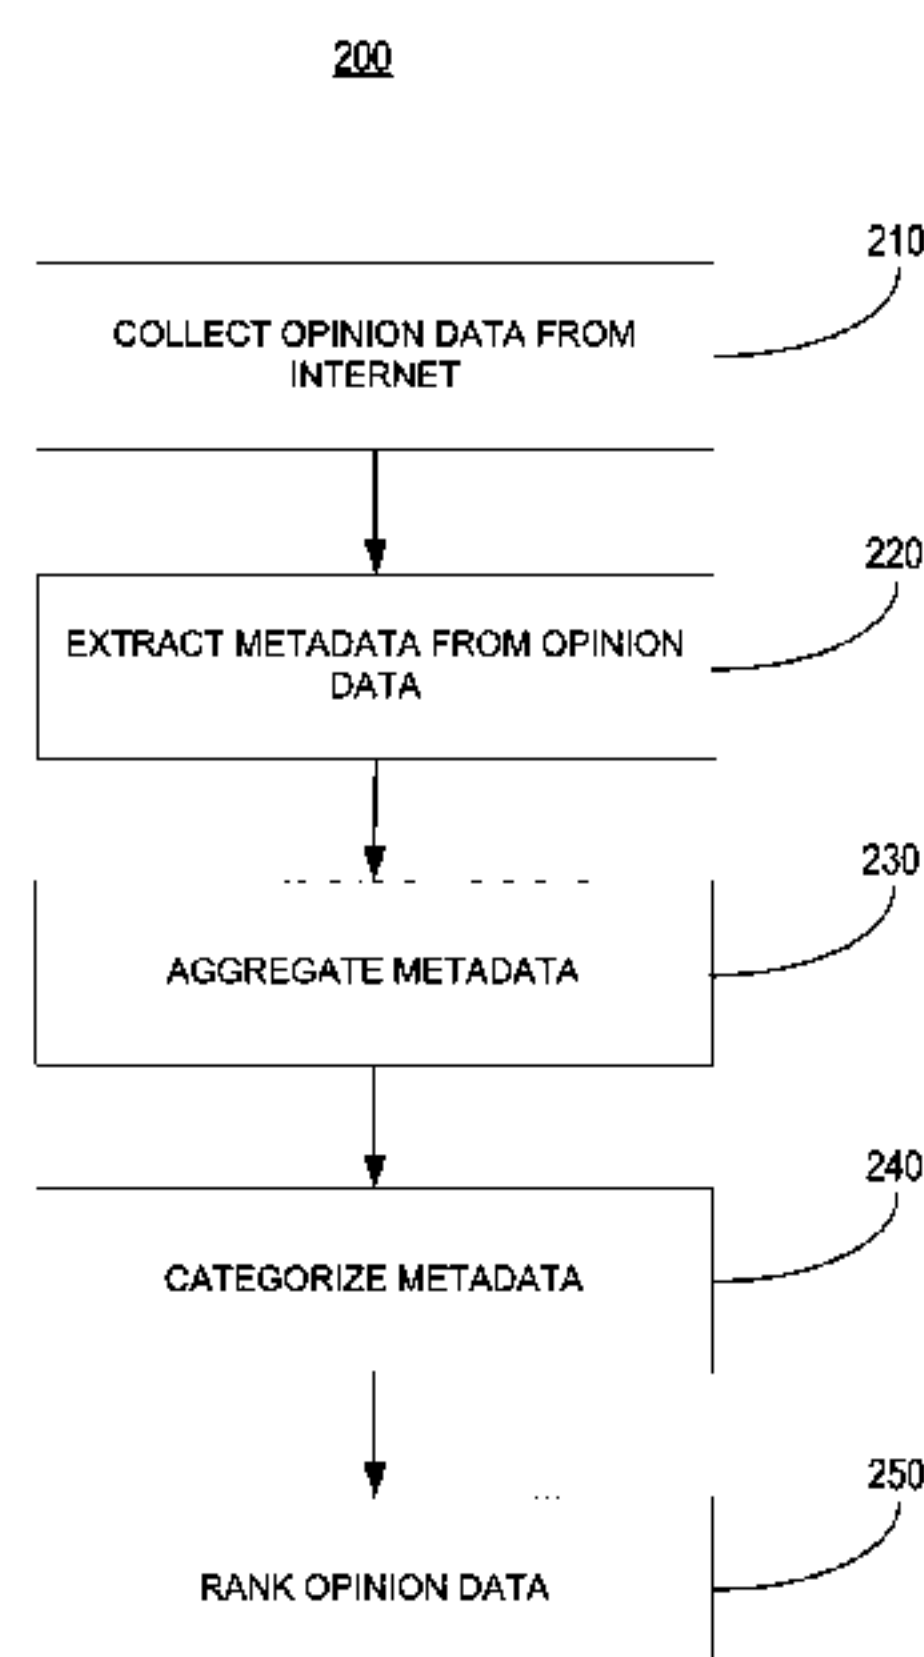 200
210
COLLECT OPINION DATA FROM
INTERNET
220
EXTRACT METADATA FROM OPINION
DATA
230
AGGREGATE METADATA
240
CATEGORIZE METADATA
250
RANK OPINION DATA